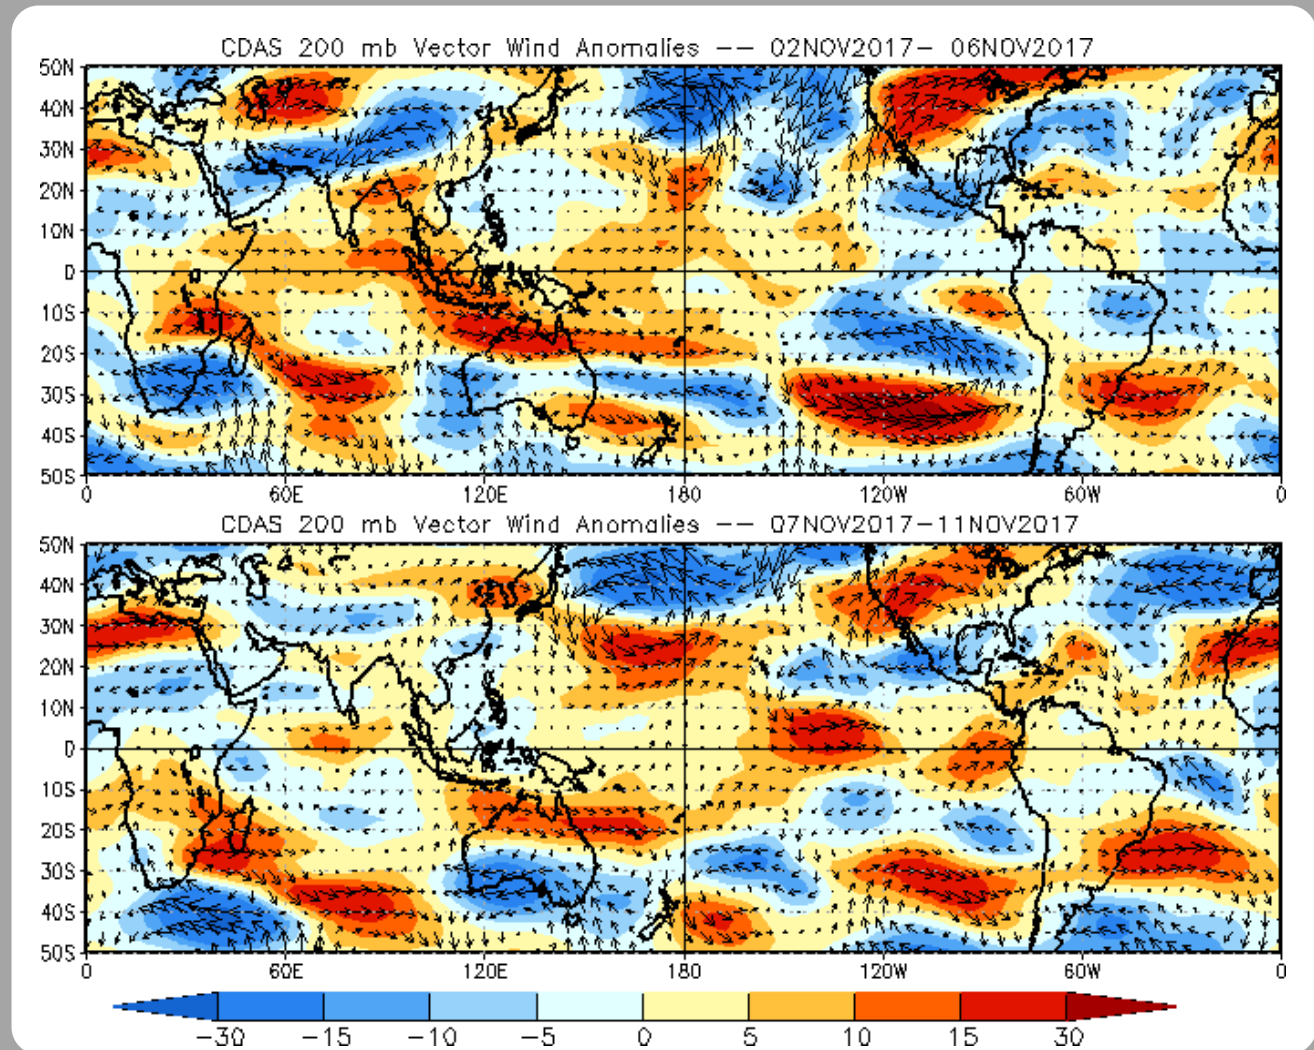 CDAS 200 mb Vector Wind Anomalies -- 02NOV2017- 06NOV2017
50N
40N
30N
20N
10N
0
10S
20S
30S
40S
50S
0 60E 120E 180 120W 60W 0
CDAS 200 mb Vector Wind Anomalies -- 07NOV2017-11NOV2017
50N
40N
30N
20N
10N
0
10S
20S
30S
40S
50S
0 60E 120E 180 120W 60W 0
-30 -15 -10 -5 0 5 10 15 30